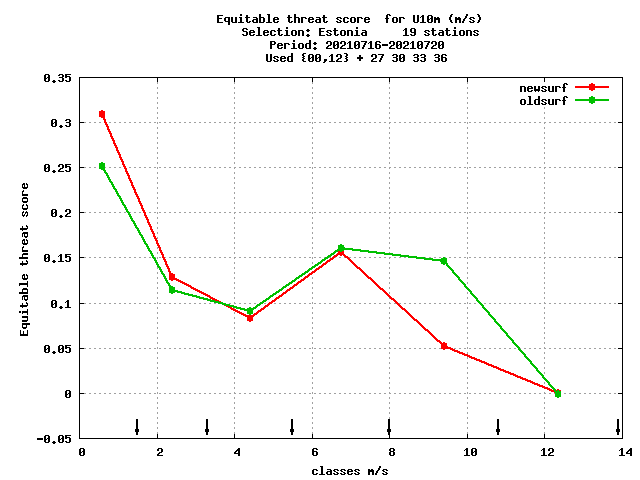 Equitable threat score  for U10m (m/s)
Selection: Estonia     19 stations
Period: 20210716-20210720
Used {00,12} + 27 30 33 36
newsurf
oldsurf
0.35
0.3
0.25
0.2
0.15
0.1
0.05
0
-0.05
Equitable threat score
0 2 4 6 8 10 12 14
classes m/s